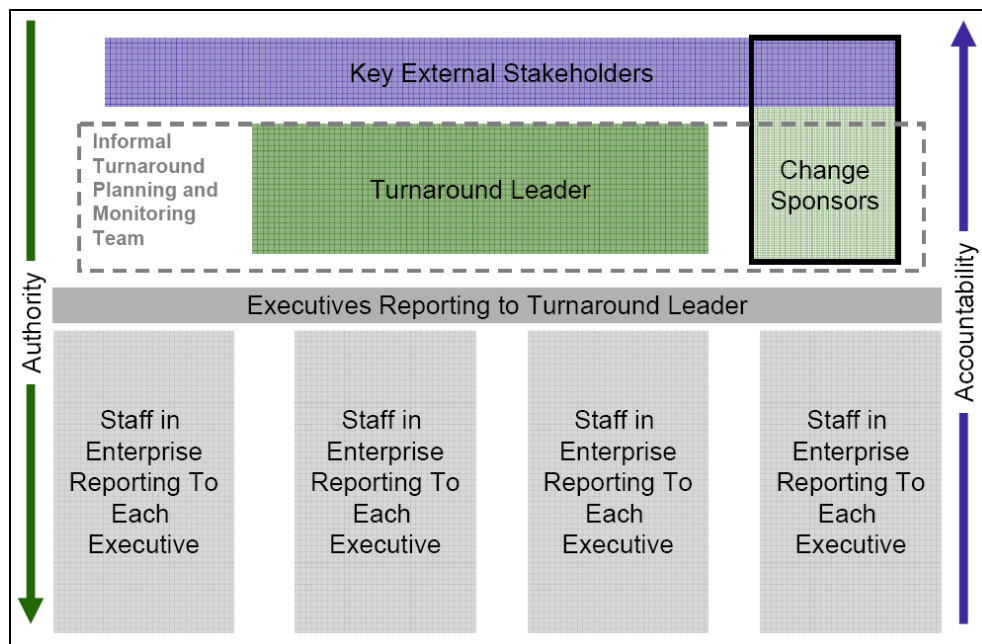 Key External Stakeholders
Informal
Turnaround
Planning and
Monitoring
Team
Turnaround Leader
Change
Sponsors
Authority
Accountability
Executives Reporting to Turnaround Leader
Staff in
Enterprise
Reporting To
Each
Executive
Staff in
Enterprise
Reporting To
Each
Executive
Staff in
Enterprise
Reporting To
Each
Executive
Staff in
Enterprise
Reporting To
Each
Executive